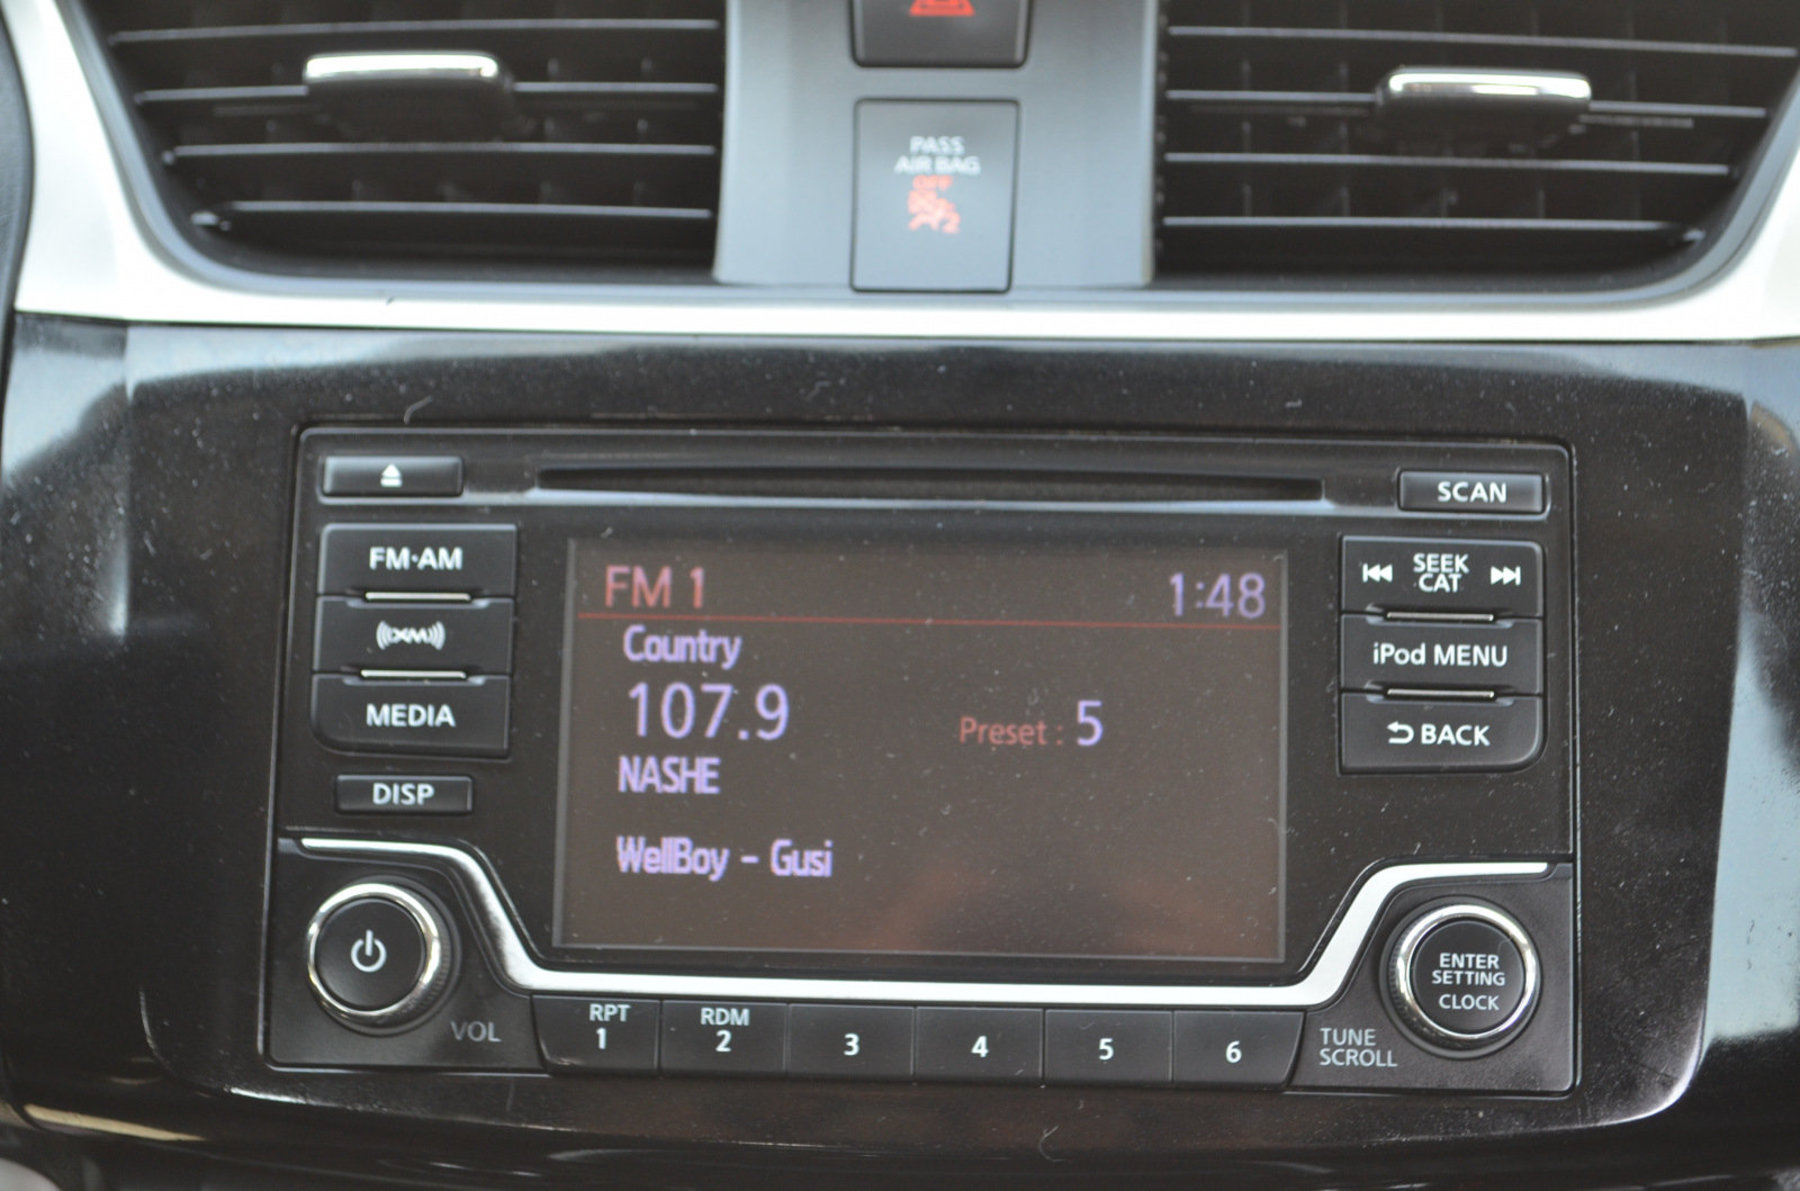 PASS
AIR BAG
OFF
2
SCAN
FM·AM
SEEK
CAT
XM
iPod MENU
MEDIA
BACK
DISP
FM 1 1:48
Country
107.9 Preset : 5
NASHE
WellBoy - Gusi
VOL
RPT
1
RDM
2
3
4
5
6
TUNE
SCROLL
ENTER
SETTING
CLOCK